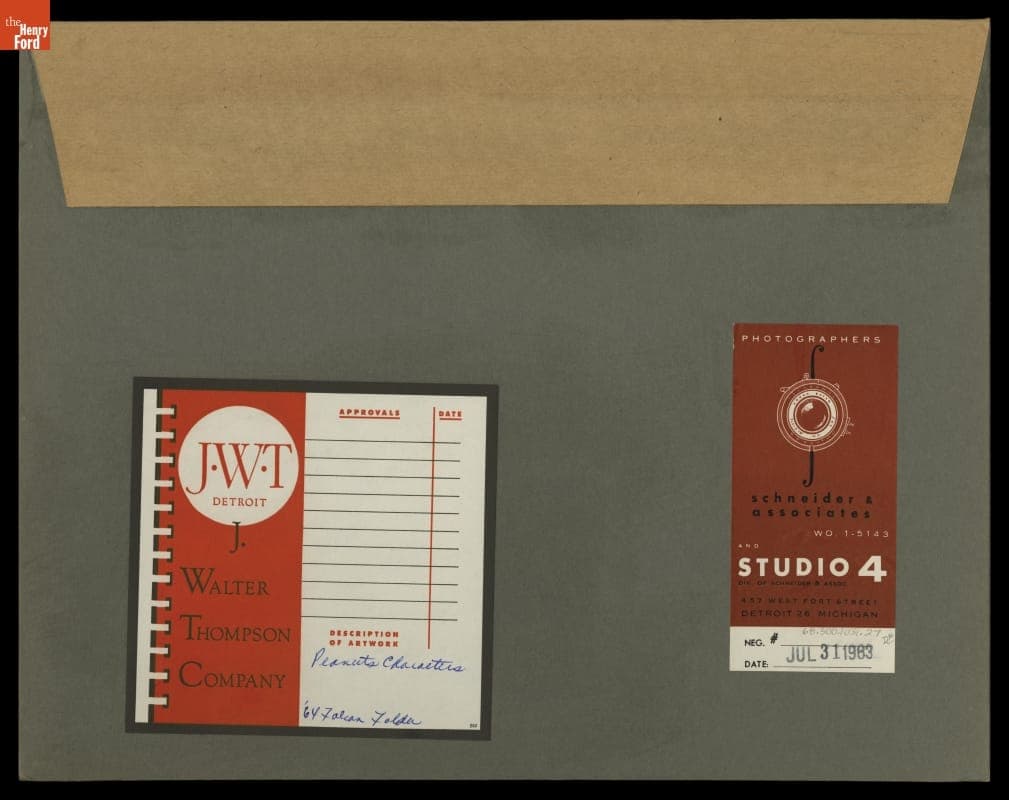 the
Henry
Ford
APPROVALS DATE
J·W·T
DETROIT
J.
WALTER
THOMPSON
COMPANY
DESCRIPTION
OF ARTWORK
Peanuts Characters
'64 Falcon Folder
PHOTOGRAPHERS
schneider &
associates
WO. 1-5143
AND
STUDIO 4
DIV. OF SCHNEIDER & ASSOC.
457 WEST FORT STREET
DETROIT 26, MICHIGAN
NEG. #
DATE: JUL 31 1963